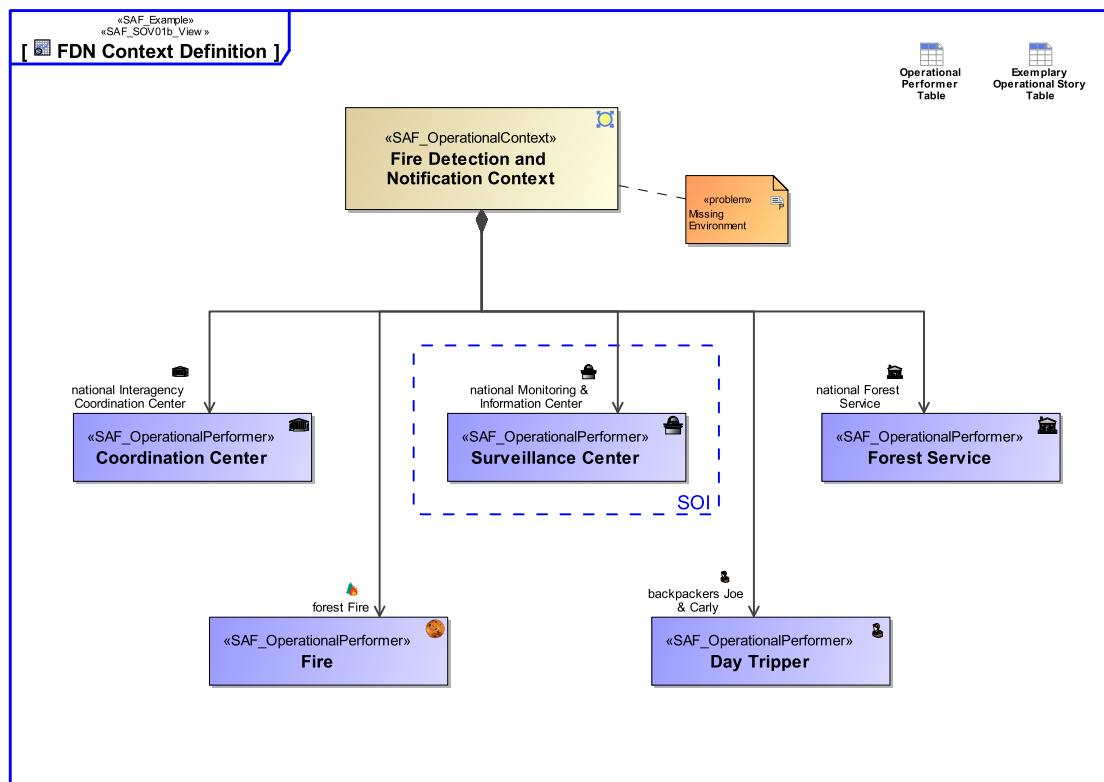 «SAF_Example»
«SAF_SOV01b_View »
[ FDN Context Definition ]
Operational
Performer
Table
Exemplary
Operational Story
Table
«SAF_OperationalContext»
Fire Detection and
Notification Context
«problem»
Missing
Environment
national Interagency
Coordination Center
«SAF_OperationalPerformer»
Coordination Center
national Monitoring &
Information Center
«SAF_OperationalPerformer»
Surveillance Center
SOI
national Forest
Service
«SAF_OperationalPerformer»
Forest Service
forest Fire
«SAF_OperationalPerformer»
Fire
backpackers Joe
& Carly
«SAF_OperationalPerformer»
Day Tripper